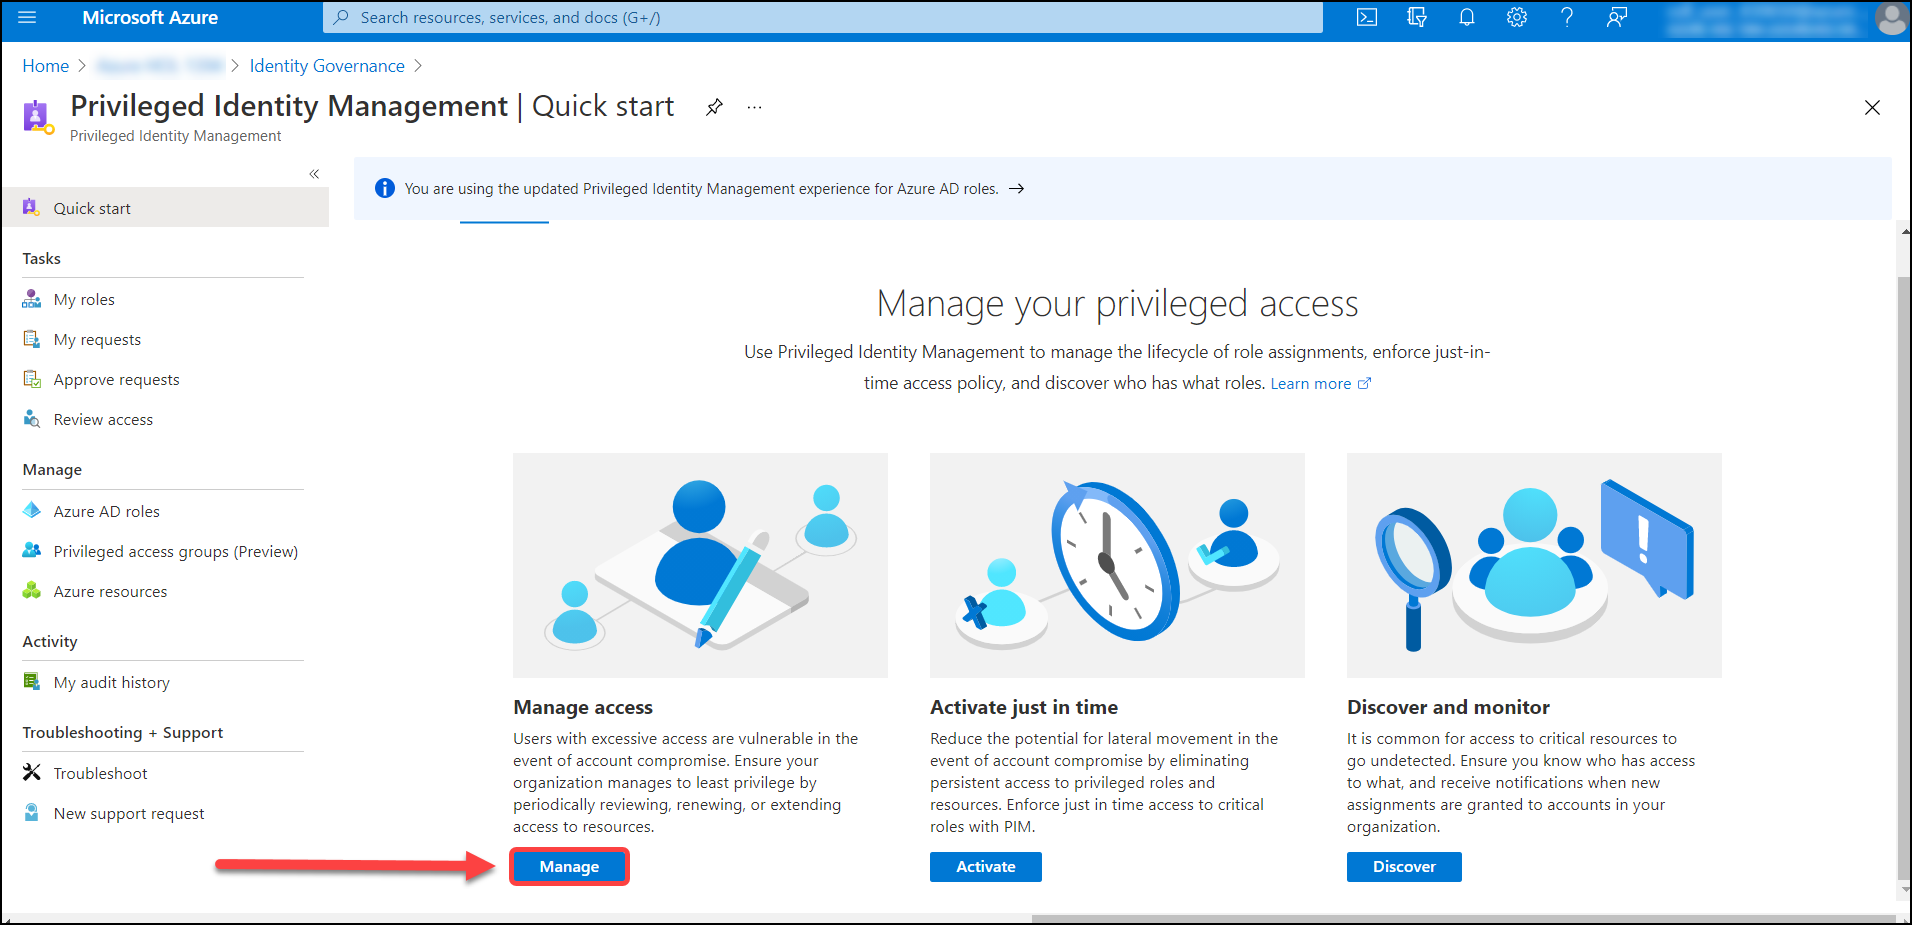 Microsoft Azure
Search resources, services, and docs (G+/)
Home > > Identity Governance >
Privileged Identity Management | Quick start
...
Privileged Identity Management
«
You are using the updated Privileged Identity Management experience for Azure AD roles. →
Quick start
Tasks
My roles
My requests
Approve requests
Review access
Manage
Azure AD roles
Privileged access groups (Preview)
Azure resources
Activity
My audit history
Troubleshooting + Support
Troubleshoot
New support request
Manage your privileged access
Use Privileged Identity Management to manage the lifecycle of role assignments, enforce just-in-
time access policy, and discover who has what roles. Learn more
Manage access
Users with excessive access are vulnerable in the
event of account compromise. Ensure your
organization manages to least privilege by
periodically reviewing, renewing, or extending
access to resources.
Manage
Activate just in time
Reduce the potential for lateral movement in the
event of account compromise by eliminating
persistent access to privileged roles and
resources. Enforce just in time access to critical
roles with PIM.
Activate
Discover and monitor
It is common for access to critical resources to
go undetected. Ensure you know who has access
to what, and receive notifications when new
assignments are granted to accounts in your
organization.
Discover